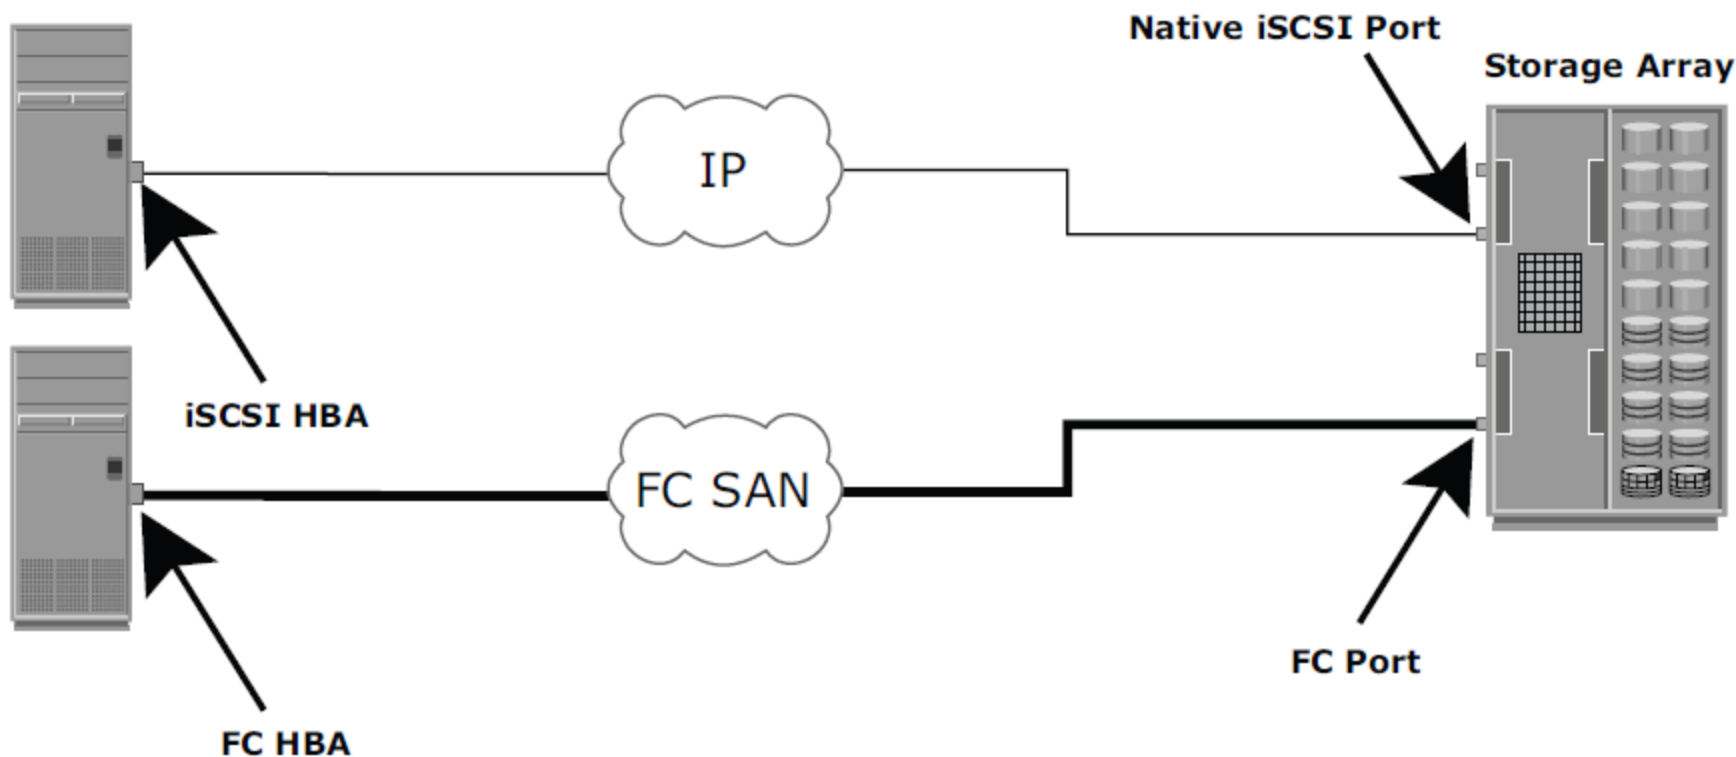 Native iSCSI Port
Storage Array
IP
iSCSI HBA
FC SAN
FC Port
FC HBA